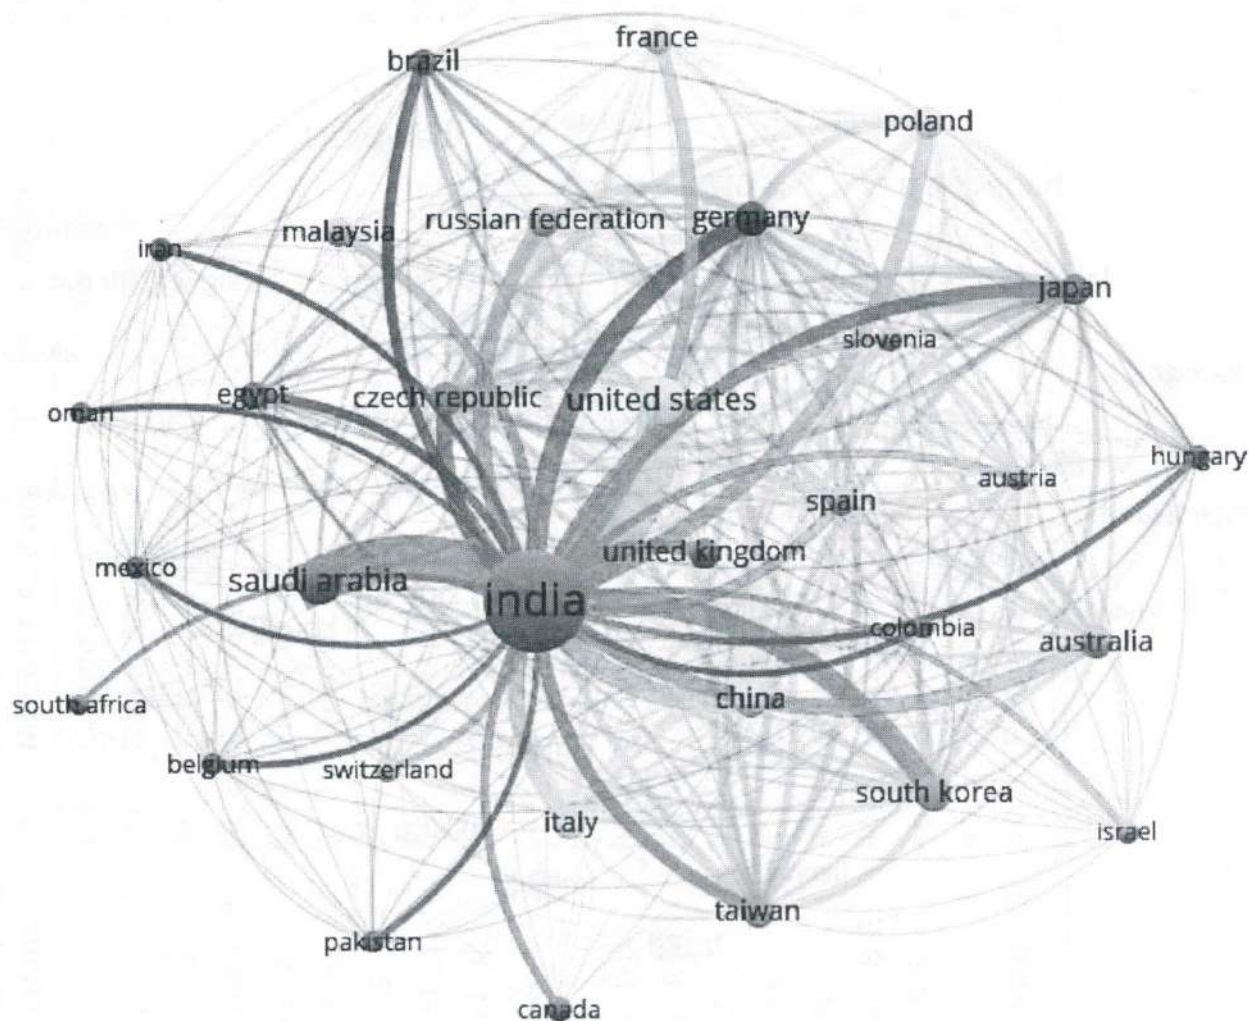 france
brazil
poland
russian federation
germany
malaysia
iran
japan
slovenia
egypt
czech republic
united states
oman
hungary
austria
spain
united kingdom
mexico
saudi arabia
india
colombia
australia
south africa
china
belgium
switzerland
south korea
italy
israel
taiwan
pakistan
canada